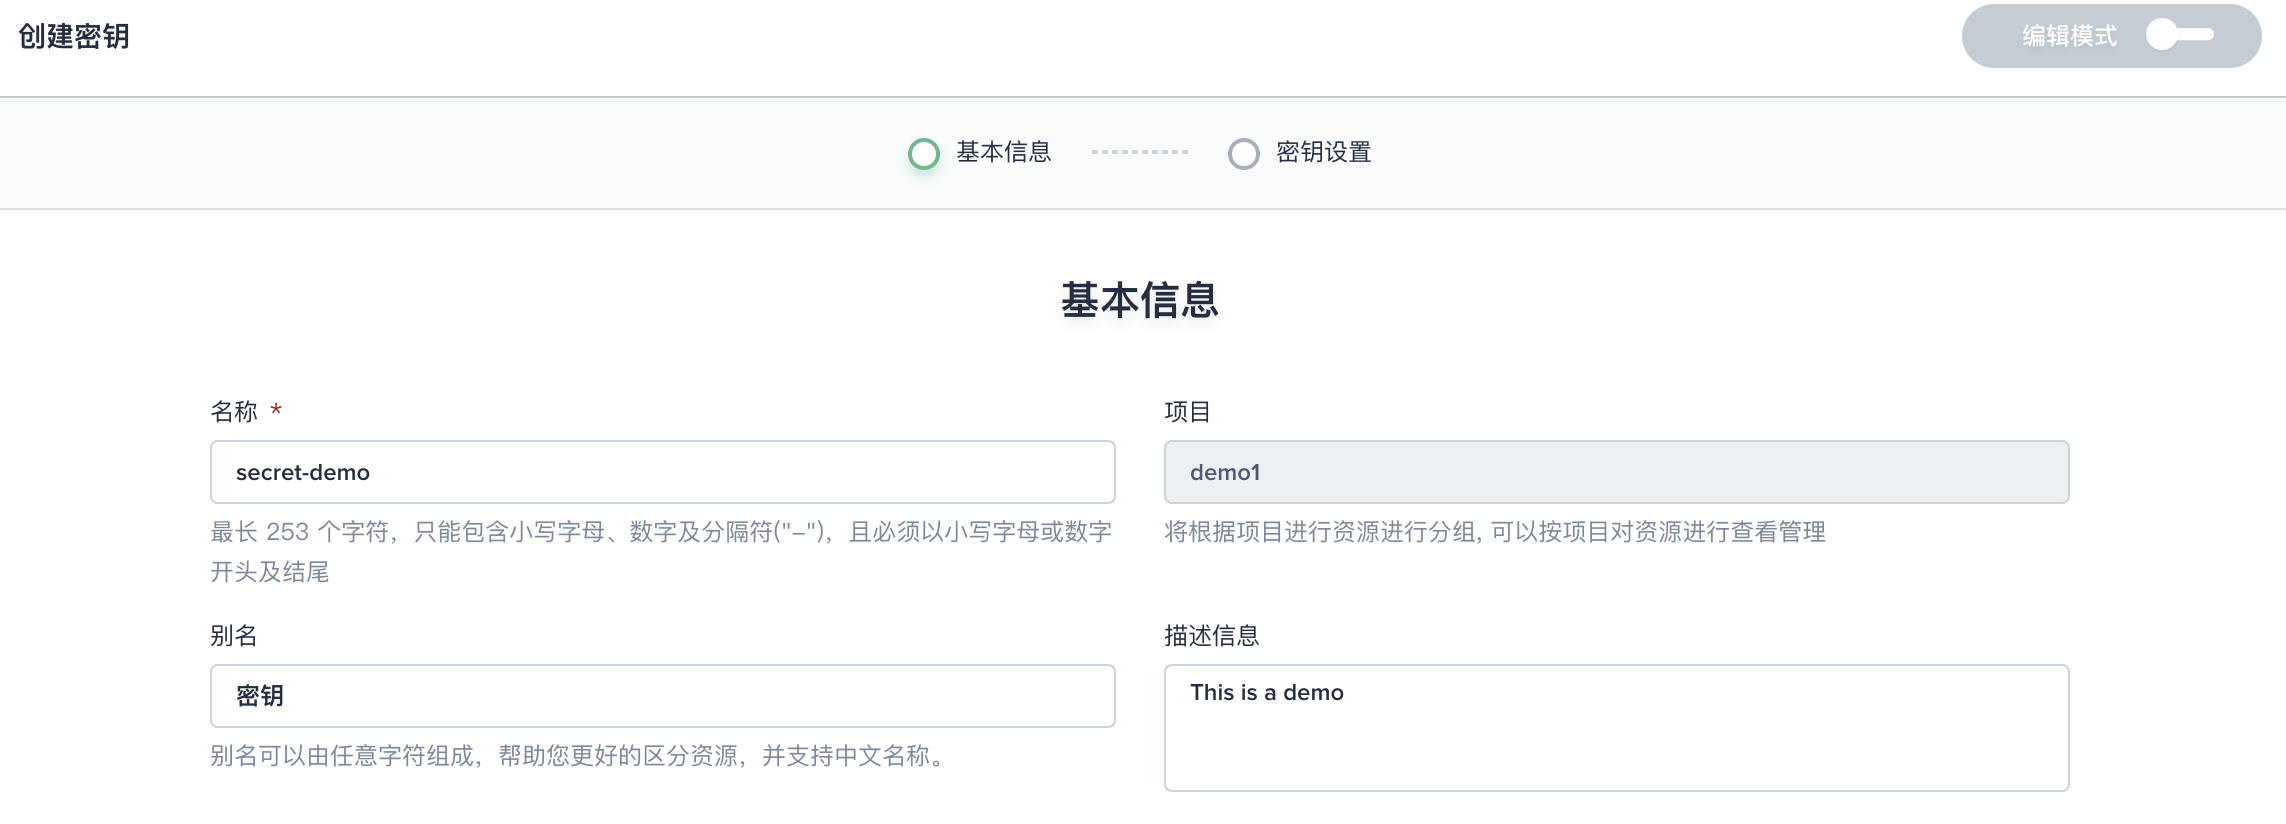 创建密钥
编辑模式
基本信息
密钥设置
基本信息
名称 *
项目
secret-demo
demo1
最长 253 个字符，只能包含小写字母、数字及分隔符("-")，且必须以小写字母或数字
开头及结尾
将根据项目进行资源进行分组, 可以按项目对资源进行查看管理
别名
描述信息
密钥
This is a demo
别名可以由任意字符组成，帮助您更好的区分资源，并支持中文名称。